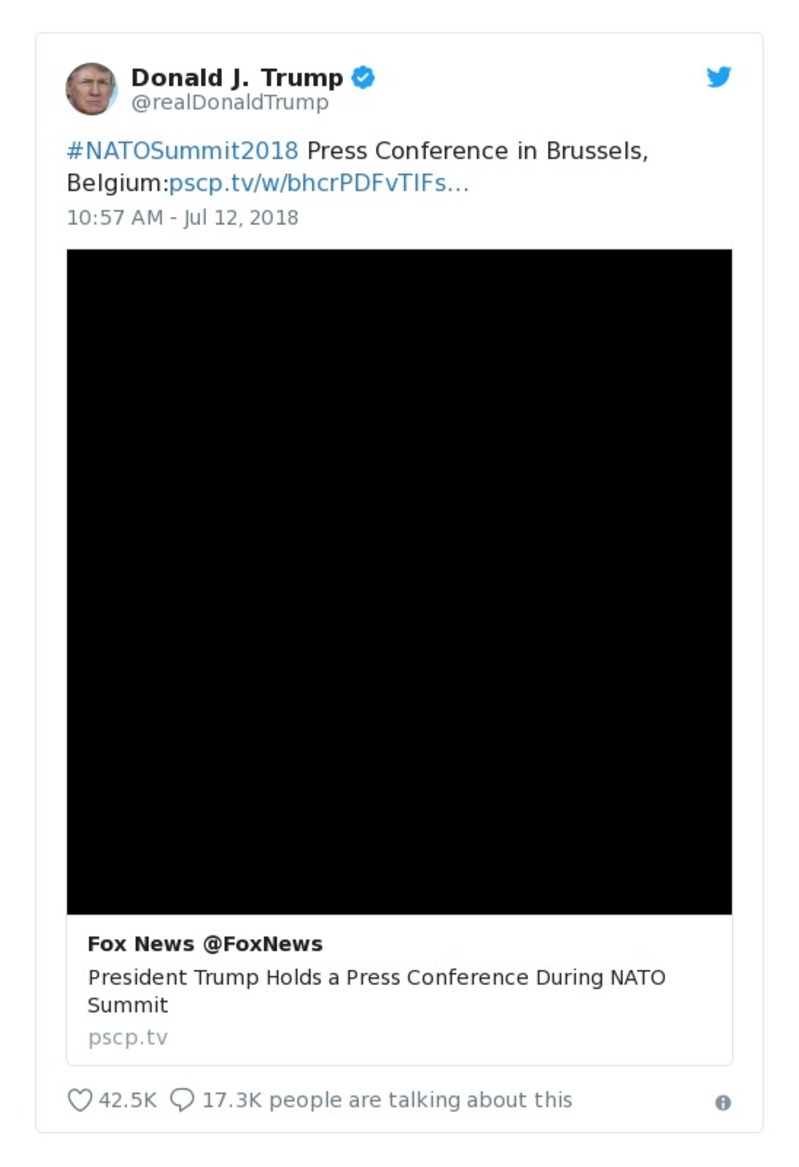 Donald J. Trump
@realDonaldTrump
#NATOSummit2018 Press Conference in Brussels,
Belgium:pscp.tv/w/bhcrPDFvTlFs…
10:57 AM - Jul 12, 2018
Fox News @FoxNews
President Trump Holds a Press Conference During NATO
Summit
pscp.tv
42.5K 17.3K people are talking about this